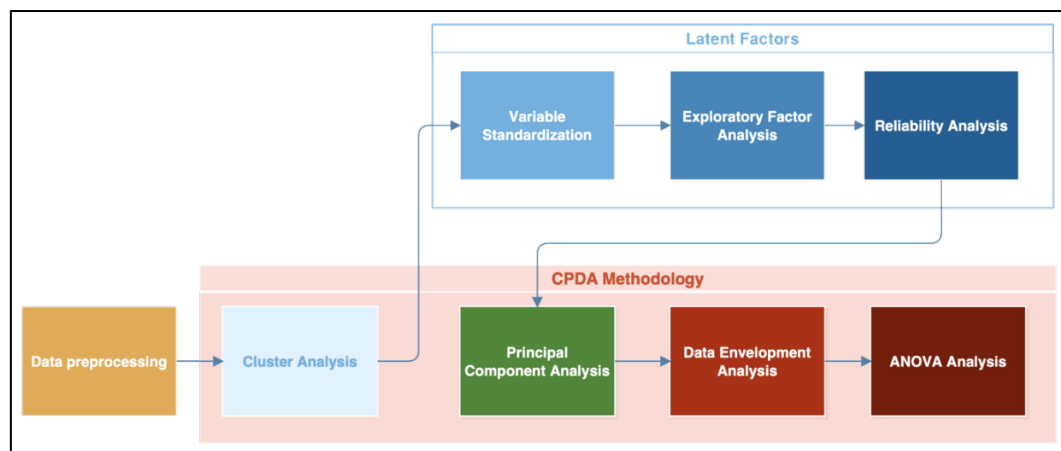 Latent Factors
Variable
Standardization
Exploratory Factor
Analysis
Reliability Analysis
CPDA Methodology
Data preprocessing
Cluster Analysis
Principal
Component Analysis
Data Envelopment
Analysis
ANOVA Analysis